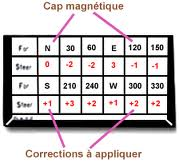 Cap magnétique
For N 30 60 E 120 150
Steer 0 -2 -2 3 -1 -1
For S 210 240 W 300 330
Steer +1 +3 +2 +1 +2 +2
Corrections à appliquer